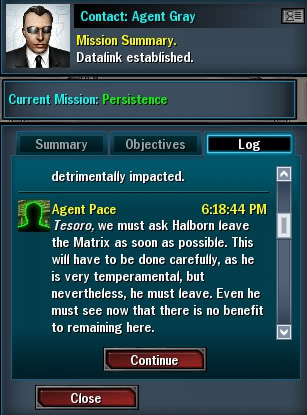 Contact: Agent Gray
Mission Summary.
Datalink established.
Current Mission: Persistence
Summary
Objectives
Log
detrimentally impacted.
Agent Pace 6:18:44 PM
Tesoro, we must ask Halborn leave
the Matrix as soon as possible. This
will have to be done carefully, as he
is very temperamental, but
nevertheless, he must leave. Even he
must see now that there is no benefit
to remaining here.
Continue
Close